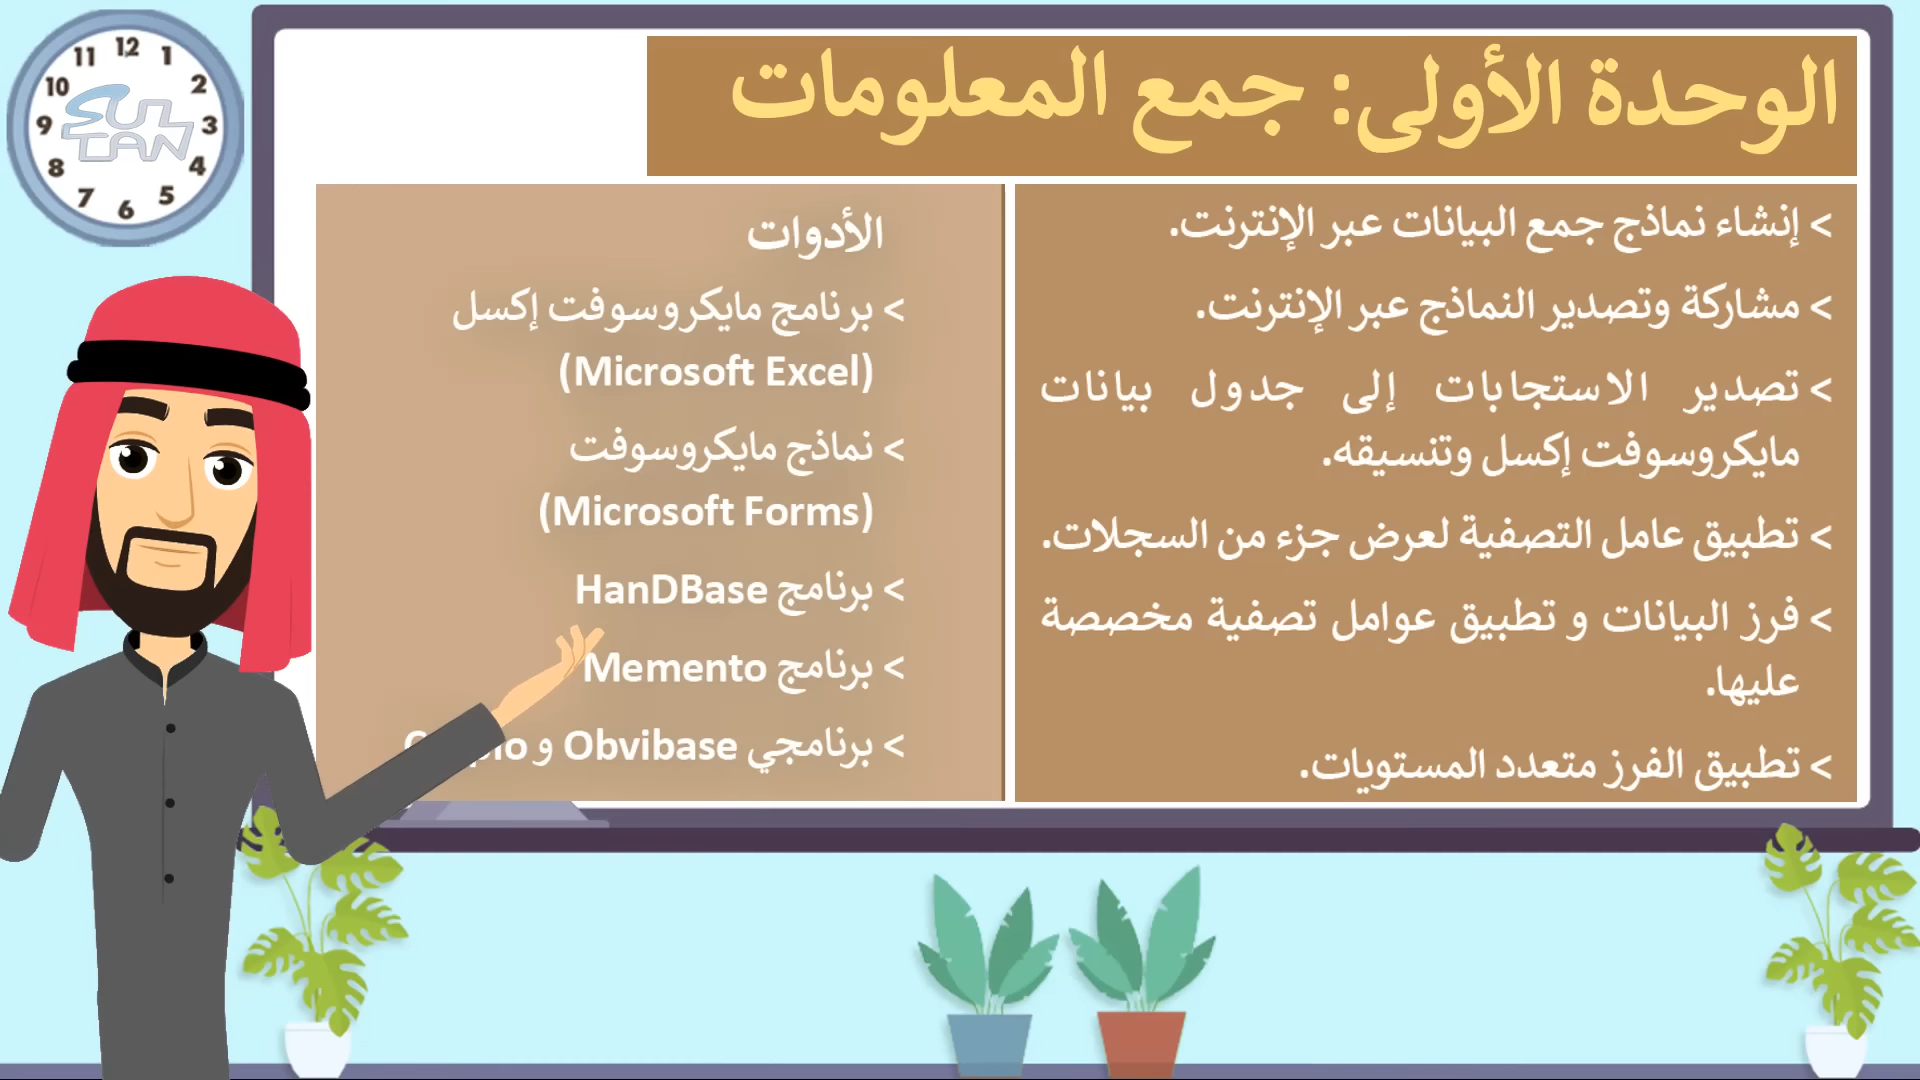 الوحدة الأولى: جمع المعلومات
> إنشاء نماذج جمع البيانات عبر الإنترنت.
> مشاركة وتصدير النماذج عبر الإنترنت.
> تصدير الاستجابات إلى جدول بيانات
مايكروسوفت إكسل وتنسيقه.
> تطبيق عامل التصفية لعرض جزء من السجلات.
> فرز البيانات و تطبيق عوامل تصفية مخصصة
عليها.
> تطبيق الفرز متعدد المستويات.
الأدوات
> برنامج مايكروسوفت إكسل
(Microsoft Excel)
> نماذج مايكروسوفت
(Microsoft Forms)
> برنامج HanDBase
> برنامج Memento
> برنامجي Obvibase و
12
1
2
3
4
5
6
7
8
9
10
11
SUL
TAN